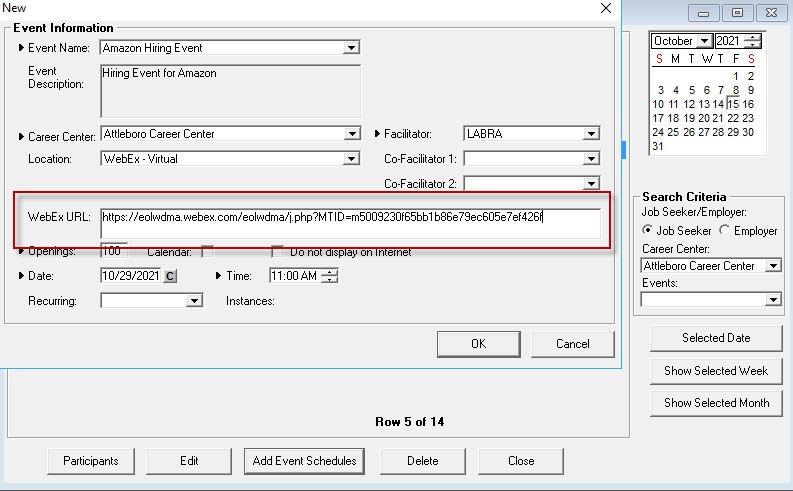 New
Event Information
Event Name: Amazon Hiring Event
Event Description: Hiring Event for Amazon
Career Center: Attleboro Career Center
Facilitator: LABRA
Location: WebEx - Virtual
Co-Facilitator 1:
Co-Facilitator 2:
WebEx URL: https://eolwdma.webex.com/eolwdma/j.php?MTID=m5009230f65bb1b86e79ec605e7ef426f
Openings: 100 Calendar: Do not display on Internet
Date: 10/29/2021 C Time: 11:00 AM
Recurring: Instances:
OK Cancel
Row 5 of 14
Participants Edit Add Event Schedules Delete Close
October 2021
S M T W T F S
1 2
3 4 5 6 7 8 9
10 11 12 13 14 15 16
17 18 19 20 21 22 23
24 25 26 27 28 29 30
31
Search Criteria
Job Seeker/Employer:
Job Seeker Employer
Career Center:
Attleboro Career Center
Events:
Selected Date
Show Selected Week
Show Selected Month